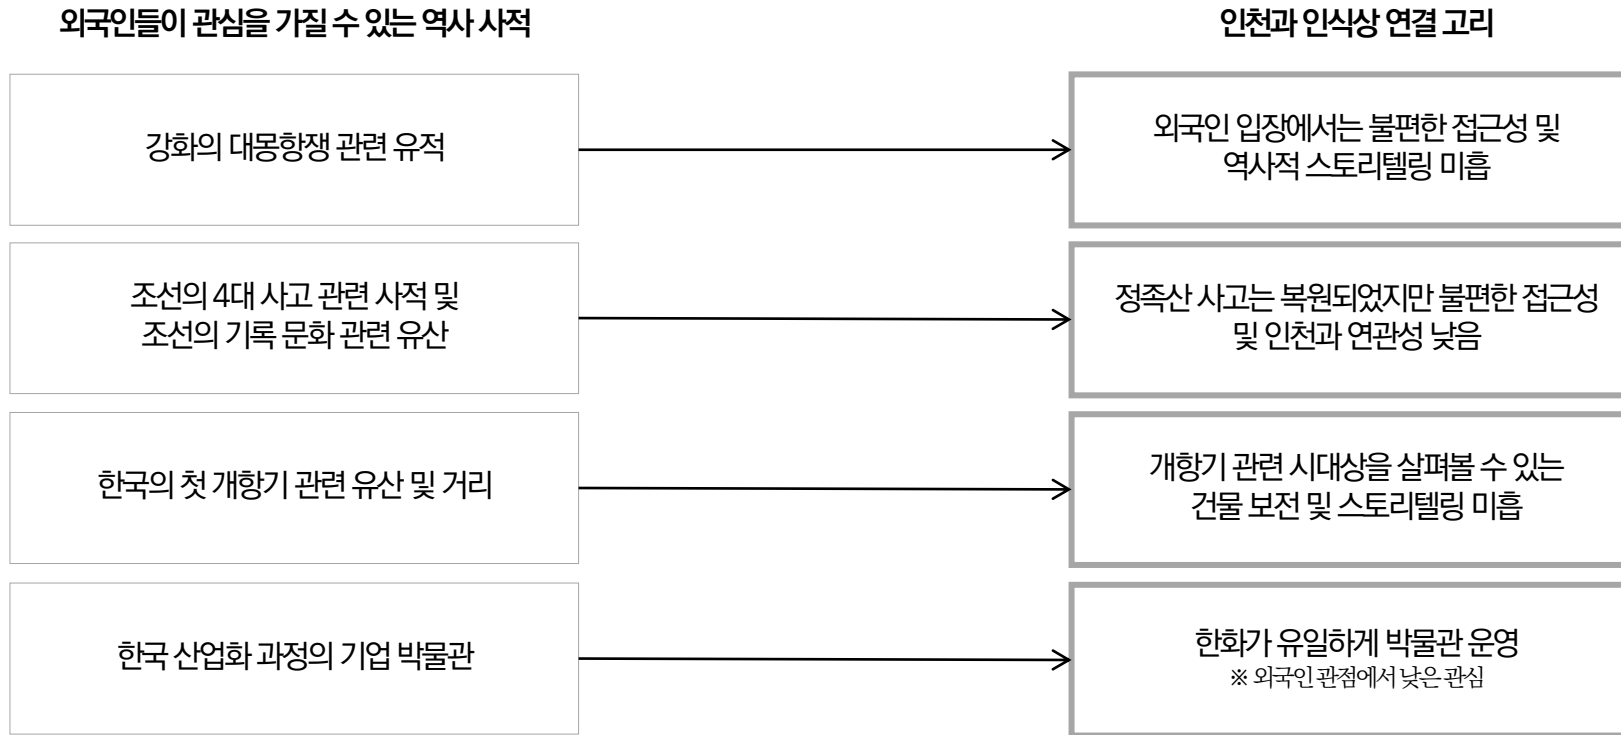 외국인들이 관심을 가질 수 있는 역사 사적
인천과 인식상 연결 고리
강화의 대몽항쟁 관련 유적
외국인 입장에서는 불편한 접근성 및
역사적 스토리텔링 미흡
조선의 4대 사고 관련 사적 및
조선의 기록 문화 관련 유산
정족산 사고는 복원되었지만 불편한 접근성
및 인천과 연관성 낮음
한국의 첫 개항기 관련 유산 및 거리
개항기 관련 시대상을 살펴볼 수 있는
건물 보전 및 스토리텔링 미흡
한국 산업화 과정의 기업 박물관
한화가 유일하게 박물관 운영
※ 외국인 관점에서 낮은 관심